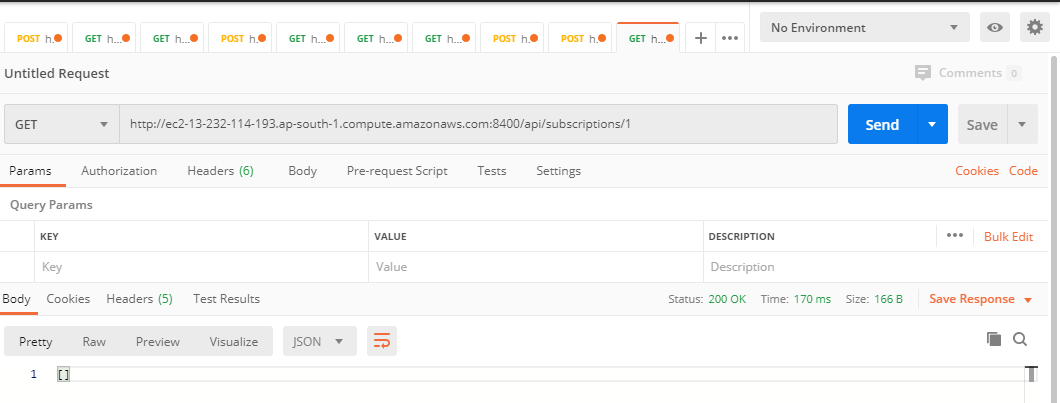 POST h. GET h... GET h... POST h. GET h... GET h... GET h... POST h. POST h. GET h... + ••• No Environment
Untitled Request Comments 0
GET http://ec2-13-232-114-193.ap-south-1.compute.amazonaws.com:8400/api/subscriptions/1 Send Save
Params Authorization Headers (6) Body Pre-request Script Tests Settings Cookies Code
Query Params
KEY VALUE DESCRIPTION ••• Bulk Edit
Key Value Description
Body Cookies Headers (5) Test Results Status: 200 OK Time: 170 ms Size: 166 B Save Response
Pretty Raw Preview Visualize JSON
1 []